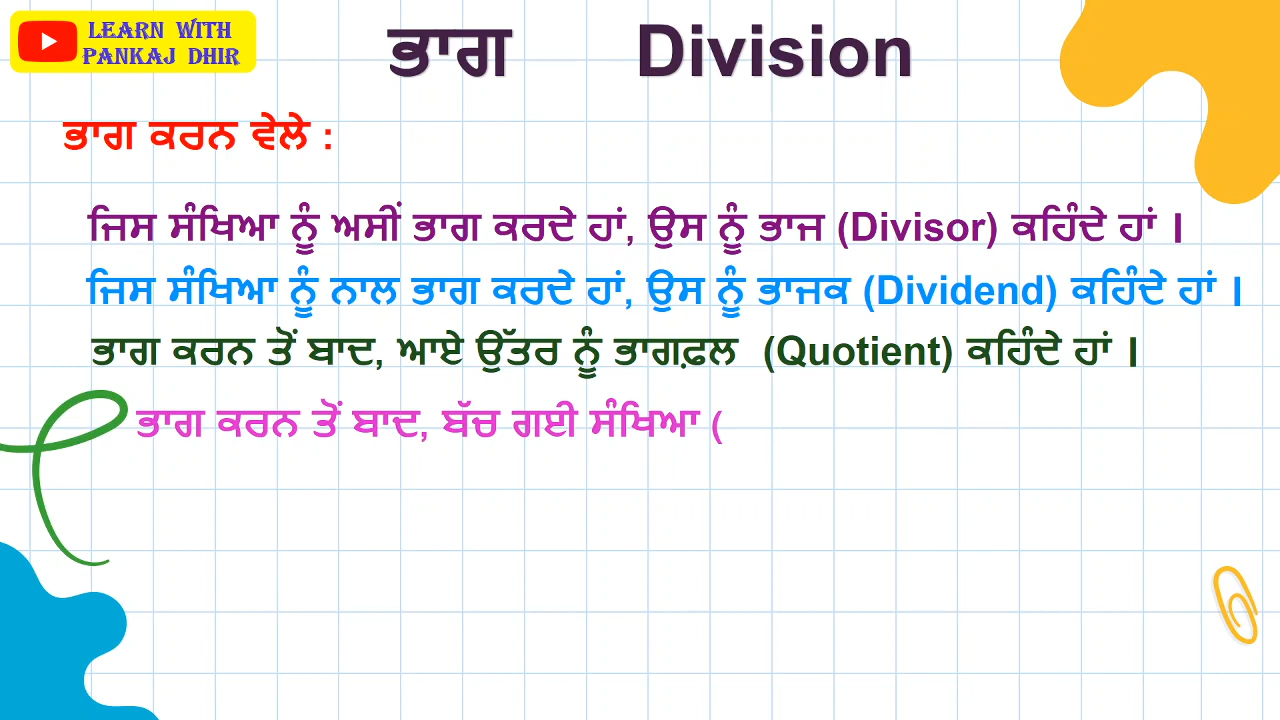 LEARN WITH
PANKAJ DHIR
ਭਾਗ Division
ਭਾਗ ਕਰਨ ਵੇਲੇ :
ਜਿਸ ਸੰਖਿਆ ਨੂੰ ਅਸੀਂ ਭਾਗ ਕਰਦੇ ਹਾਂ, ਉਸ ਨੂੰ ਭਾਜ (Divisor) ਕਹਿੰਦੇ ਹਾਂ ।
ਜਿਸ ਸੰਖਿਆ ਨੂੰ ਨਾਲ ਭਾਗ ਕਰਦੇ ਹਾਂ, ਉਸ ਨੂੰ ਭਾਜਕ (Dividend) ਕਹਿੰਦੇ ਹਾਂ ।
ਭਾਗ ਕਰਨ ਤੋਂ ਬਾਦ, ਆਏ ਉੱਤਰ ਨੂੰ ਭਾਗਫ਼ਲ (Quotient) ਕਹਿੰਦੇ ਹਾਂ ।
ਭਾਗ ਕਰਨ ਤੋਂ ਬਾਦ, ਬੱਚ ਗਈ ਸੰਖਿਆ (